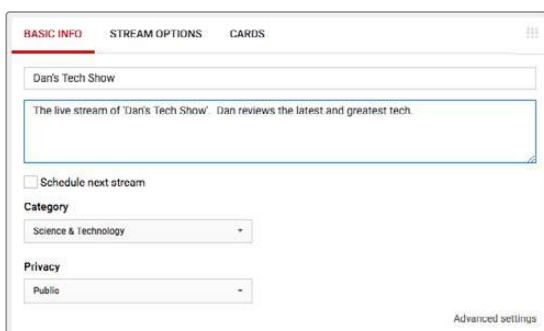 BASIC INFO STREAM OPTIONS CARDS
Dan's Tech Show
The live stream of 'Dan's Tech Show'. Dan reviews the latest and greatest tech.
Schedule next stream
Category
Science & Technology
Privacy
Public
Advanced settings